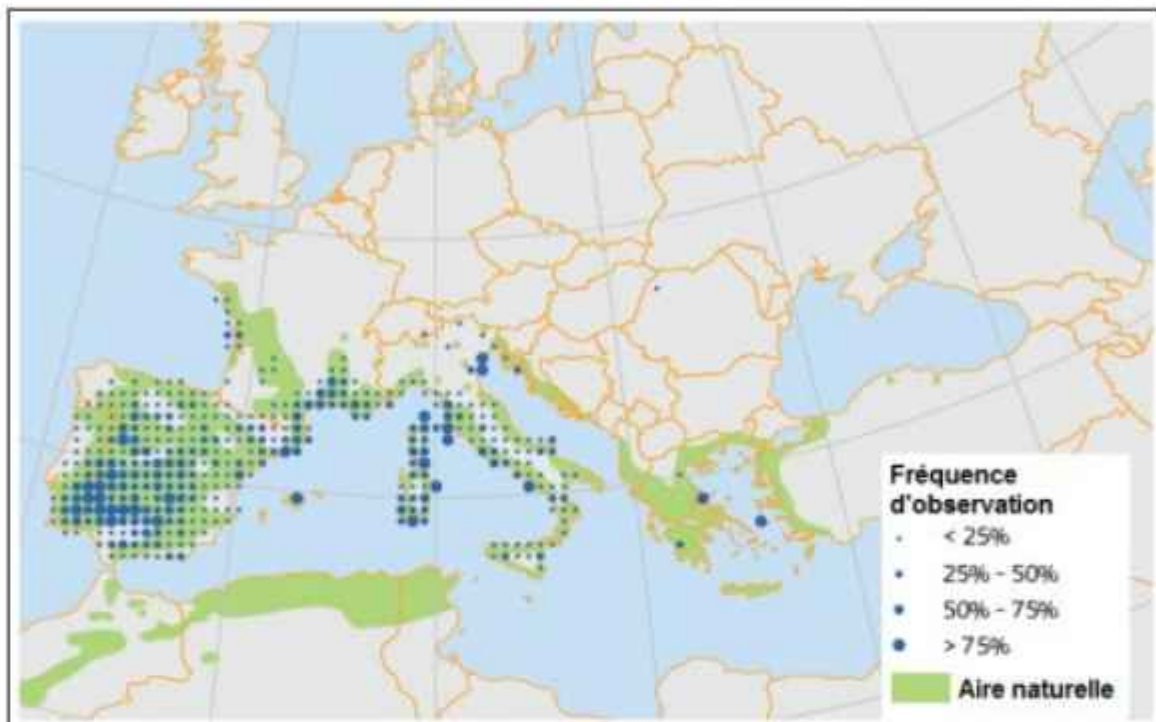 Fréquence
d'observation
< 25%
25% - 50%
50% - 75%
> 75%
Aire naturelle